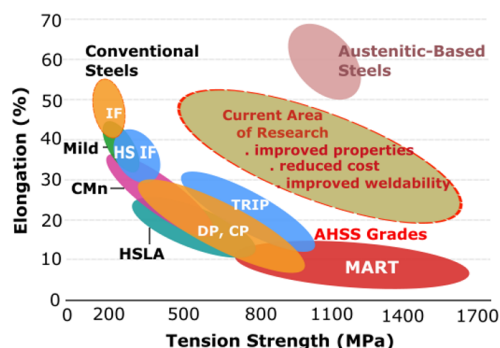 70
60
50
40
30
20
10
0
Elongation (%)
Conventional
Steels
Austenitic-Based
Steels
IF
Mild
HS IF
CMn
HSLA
Current Area
of Research
. improved properties
. reduced cost
. improved weldability
TRIP
DP, CP
AHSS Grades
MART
0 200 500 800 1100 1400 1700
Tension Strength (MPa)